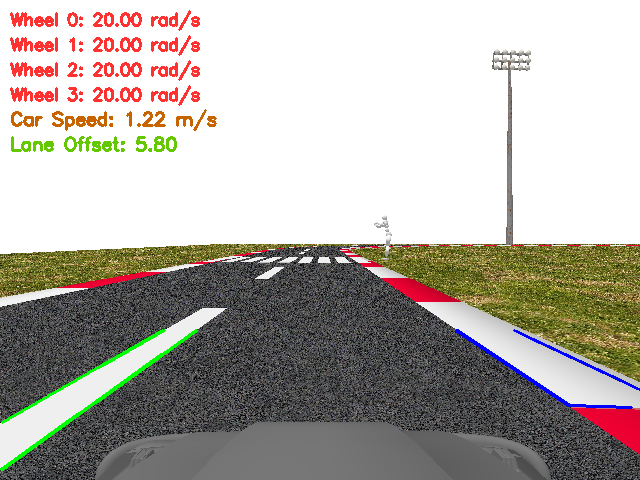 Wheel 0: 20.00 rad/s
Wheel 1: 20.00 rad/s
Wheel 2: 20.00 rad/s
Wheel 3: 20.00 rad/s
Car Speed: 1.22 m/s
Lane Offset: 5.80